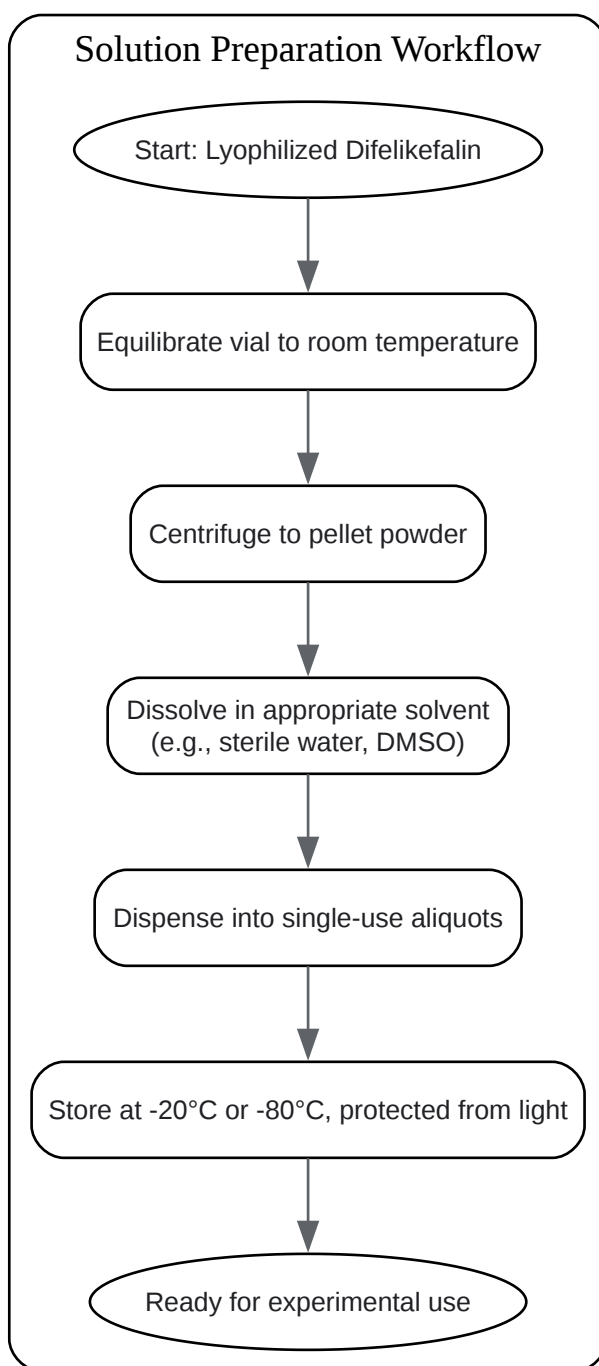 Solution Preparation Workflow
Start: Lyophilized Difelikefalin
Equilibrate vial to room temperature
Centrifuge to pellet powder
Dissolve in appropriate solvent
(e.g., sterile water, DMSO)
Dispense into single-use aliquots
Store at -20°C or -80°C, protected from light
Ready for experimental use